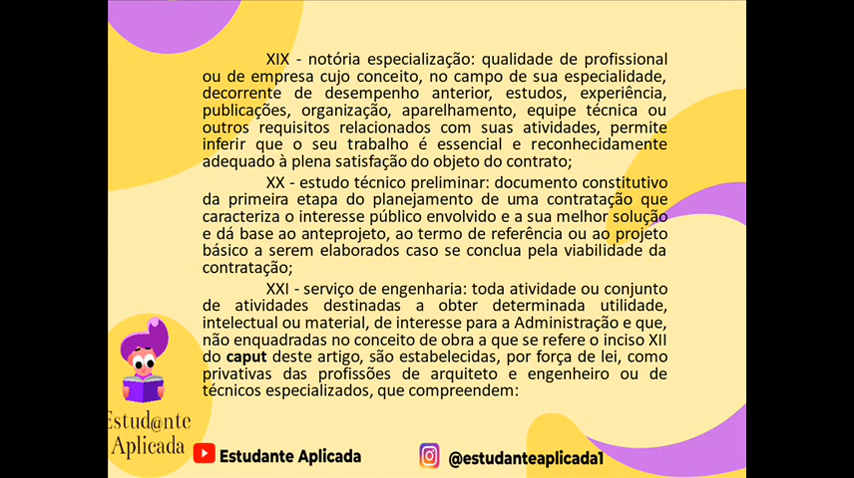 XIX - notória especialização: qualidade de profissional
ou de empresa cujo conceito, no campo de sua especialidade,
decorrente de desempenho anterior, estudos, experiência,
publicações, organização, aparelhamento, equipe técnica ou
outros requisitos relacionados com suas atividades, permite
inferir que o seu trabalho é essencial e reconhecidamente
adequado à plena satisfação do objeto do contrato;
XX - estudo técnico preliminar: documento constitutivo
da primeira etapa do planejamento de uma contratação que
caracteriza o interesse público envolvido e a sua melhor solução
e dá base ao anteprojeto, ao termo de referência ou ao projeto
básico a serem elaborados caso se conclua pela viabilidade da
contratação;
XXI - serviço de engenharia: toda atividade ou conjunto
de atividades destinadas a obter determinada utilidade,
intelectual ou material, de interesse para a Administração e que,
não enquadradas no conceito de obra a que se refere o inciso XII
do caput deste artigo, são estabelecidas, por força de lei, como
privativas das profissões de arquiteto e engenheiro ou de
técnicos especializados, que compreendem:
Estud@nte
Aplicada
Estudante Aplicada
@estudanteaplicada1